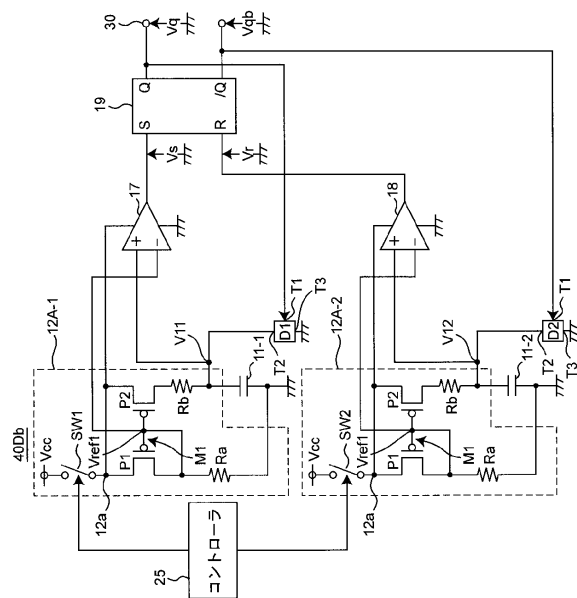 40Db
12A-1
Vcc
SW1
12a
Vref1
P1
P2
M1
Ra
Rb
V11
11-1
D1
T1
T2
T3
17
+
−
Vs
Vr
19
S
R
Q
/Q
30
Vq
Vqb
25
コントローラ
12A-2
Vcc
SW2
12a
Vref1
P1
P2
M1
Ra
Rb
V12
11-2
D2
T1
T2
T3
18
+
−